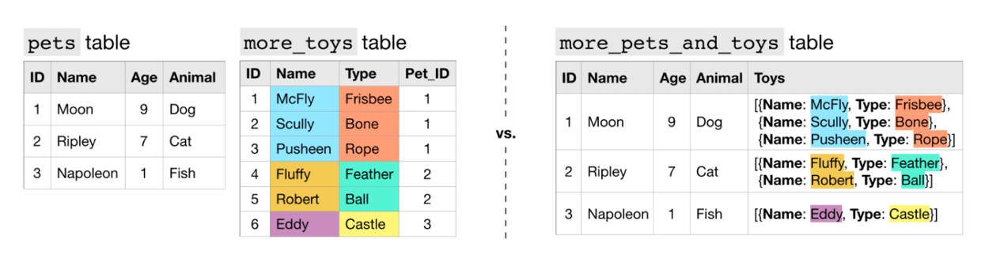 pets table
ID Name Age Animal
1 Moon 9 Dog
2 Ripley 7 Cat
3 Napoleon 1 Fish
more_toys table
ID Name Type Pet_ID
1 McFly Frisbee 1
2 Scully Bone 1
3 Pusheen Rope 1
4 Fluffy Feather 2
5 Robert Ball 2
6 Eddy Castle 3
vs.
more_pets_and_toys table
ID Name Age Animal Toys
1 Moon 9 Dog [{Name: McFly, Type: Frisbee},
{Name: Scully, Type: Bone},
{Name: Pusheen, Type: Rope}]
2 Ripley 7 Cat [{Name: Fluffy, Type: Feather},
{Name: Robert, Type: Ball}]
3 Napoleon 1 Fish [{Name: Eddy, Type: Castle}]